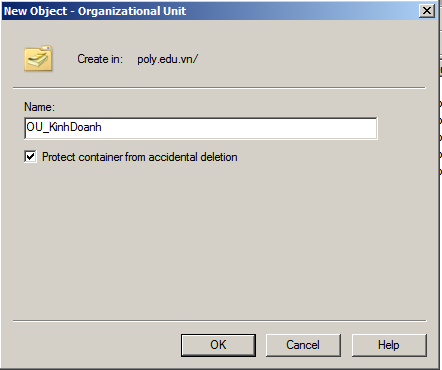 New Object - Organizational Unit
Create in: poly.edu.vn/
Name:
OU_KinhDoanh
Protect container from accidental deletion
OK Cancel Help